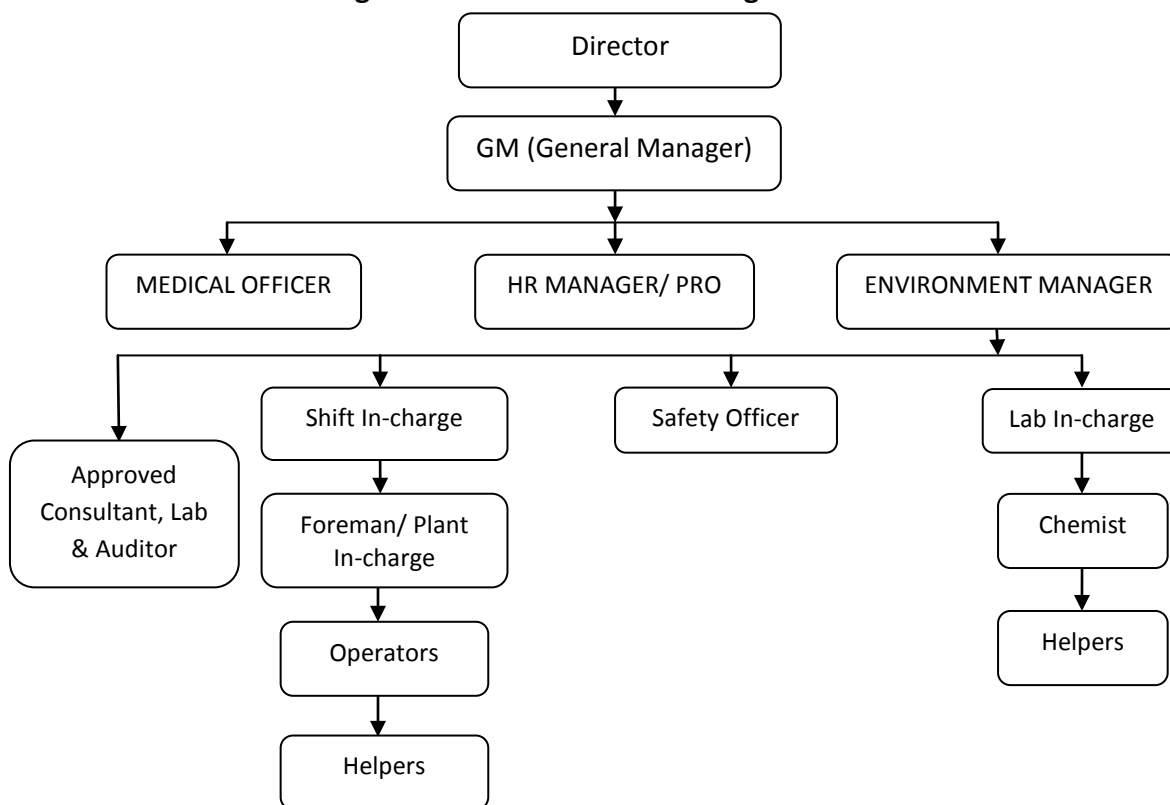 Director
GM (General Manager)
MEDICAL OFFICER
HR MANAGER/ PRO
ENVIRONMENT MANAGER
Shift In-charge
Safety Officer
Lab In-charge
Approved
Consultant, Lab
& Auditor
Foreman/ Plant
In-charge
Chemist
Operators
Helpers
Helpers